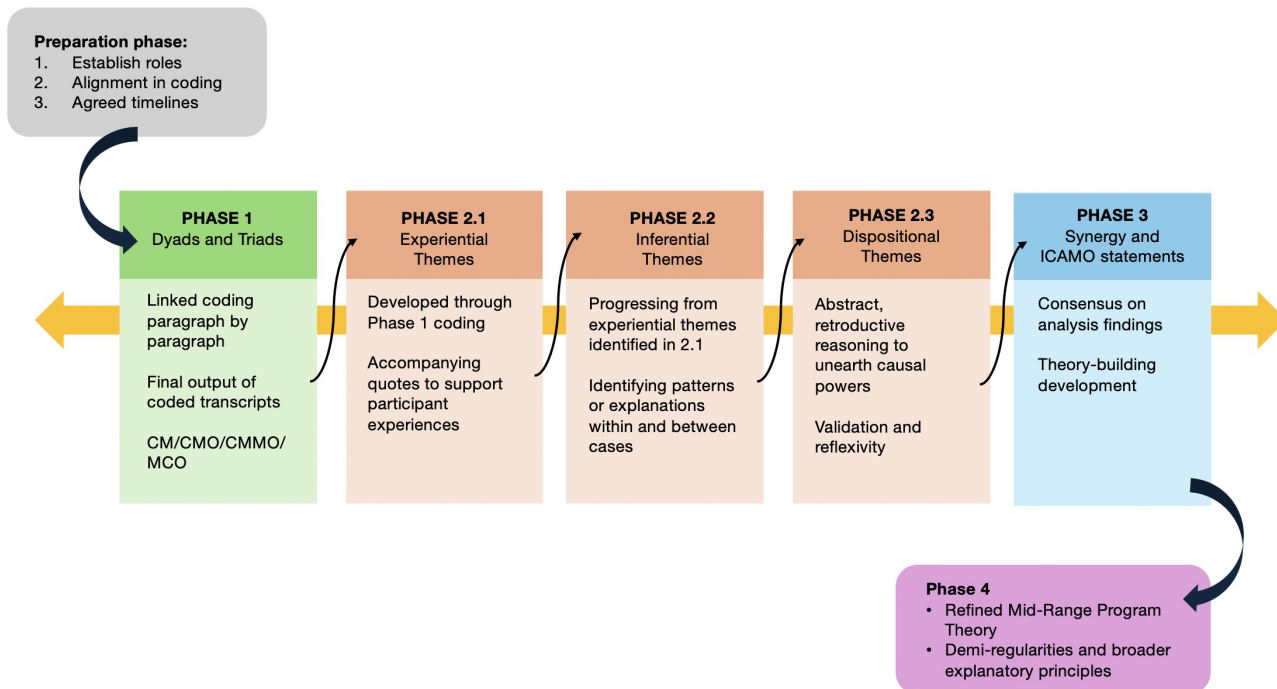 Preparation phase:
1. Establish roles
2. Alignment in coding
3. Agreed timelines
PHASE 1
Dyads and Triads
Linked coding
paragraph by
paragraph
Final output of
coded transcripts
CM/CMO/CMMO/
MCO
PHASE 2.1
Experiential
Themes
Developed through
Phase 1 coding
Accompanying
quotes to support
participant
experiences
PHASE 2.2
Inferential
Themes
Progressing from
experiential themes
identified in 2.1
Identifying patterns
or explanations
within and between
cases
PHASE 2.3
Dispositional
Themes
Abstract,
retroductive
reasoning to
unearth causal
powers
Validation and
reflexivity
PHASE 3
Synergy and
ICAMO statements
Consensus on
analysis findings
Theory-building
development
Phase 4
• Refined Mid-Range Program
Theory
• Demi-regularities and broader
explanatory principles